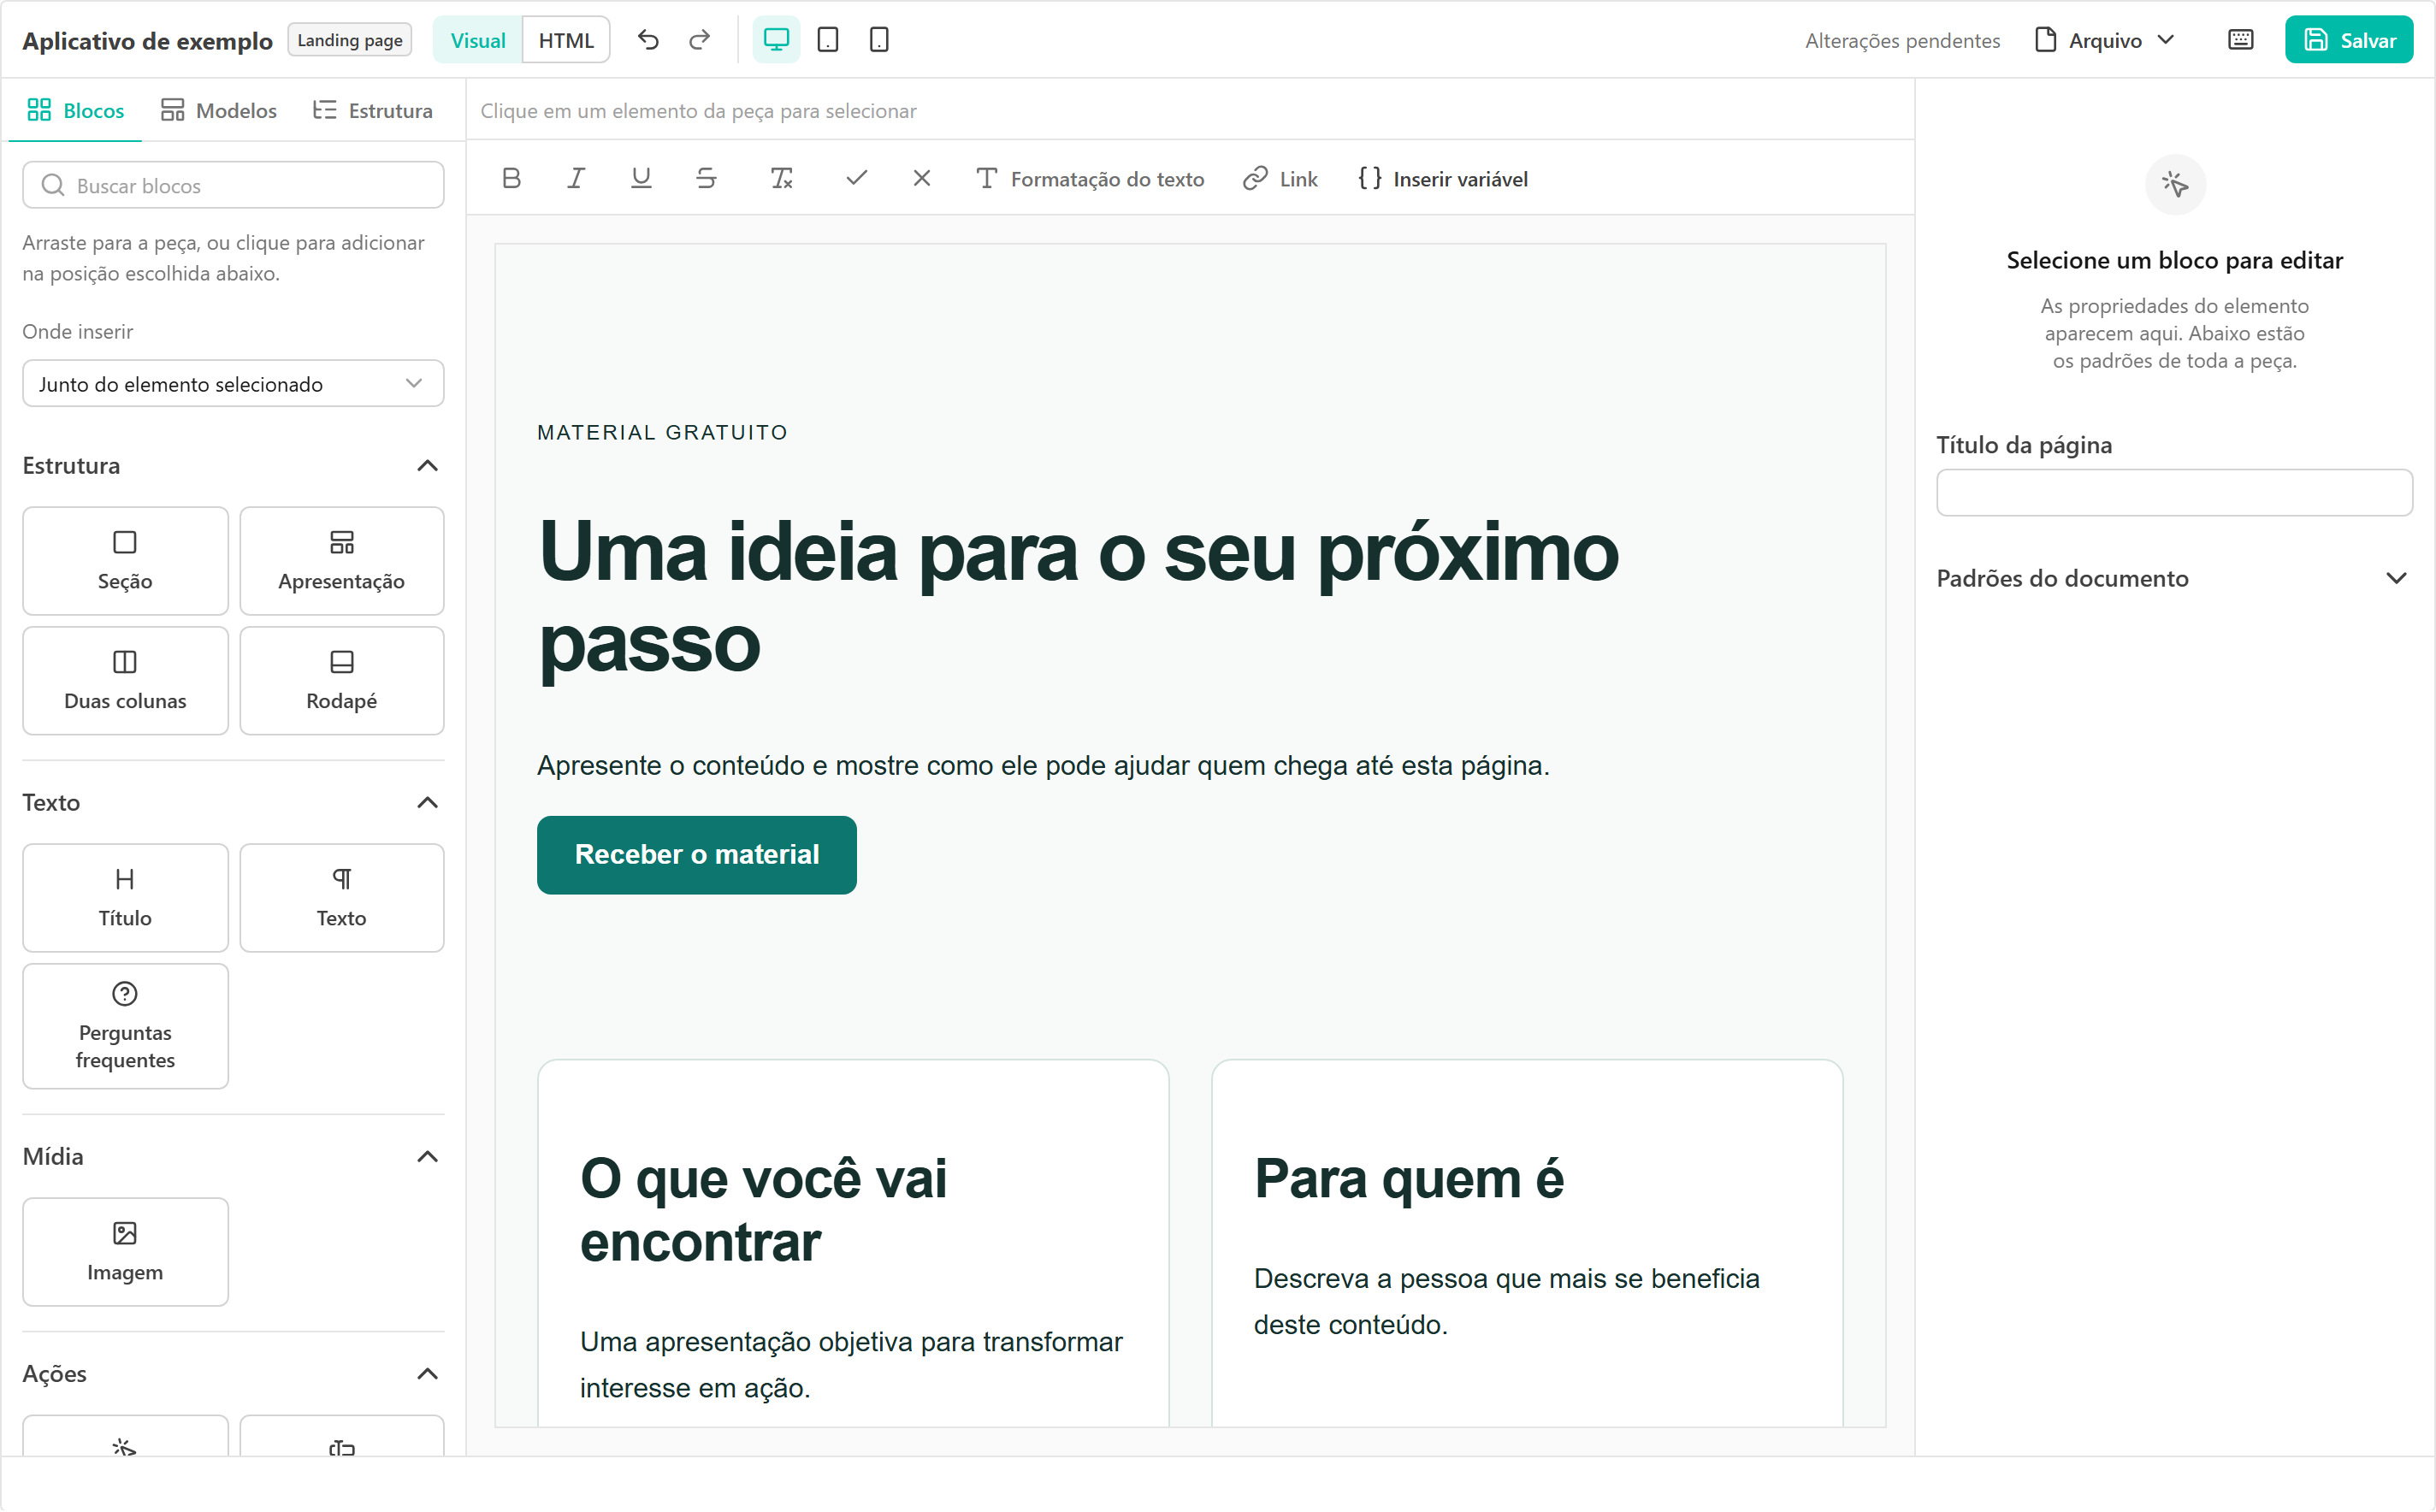 Aplicativo de exemplo
Landing page
Visual
HTML
Alterações pendentes
Arquivo
Salvar
Blocos
Modelos
Estrutura
Clique em um elemento da peça para selecionar
Buscar blocos
Arraste para a peça, ou clique para adicionar
na posição escolhida abaixo.
Onde inserir
Junto do elemento selecionado
Estrutura
Seção
Apresentação
Duas colunas
Rodapé
Texto
Título
Texto
Perguntas
frequentes
Mídia
Imagem
Ações
Formatação do texto
Link
Inserir variável
MATERIAL GRATUITO
Uma ideia para o seu próximo
passo
Apresente o conteúdo e mostre como ele pode ajudar quem chega até esta página.
Receber o material
O que você vai
encontrar
Uma apresentação objetiva para transformar
interesse em ação.
Para quem é
Descreva a pessoa que mais se beneficia
deste conteúdo.
Selecione um bloco para editar
As propriedades do elemento
aparecem aqui. Abaixo estão
os padrões de toda a peça.
Título da página
Padrões do documento